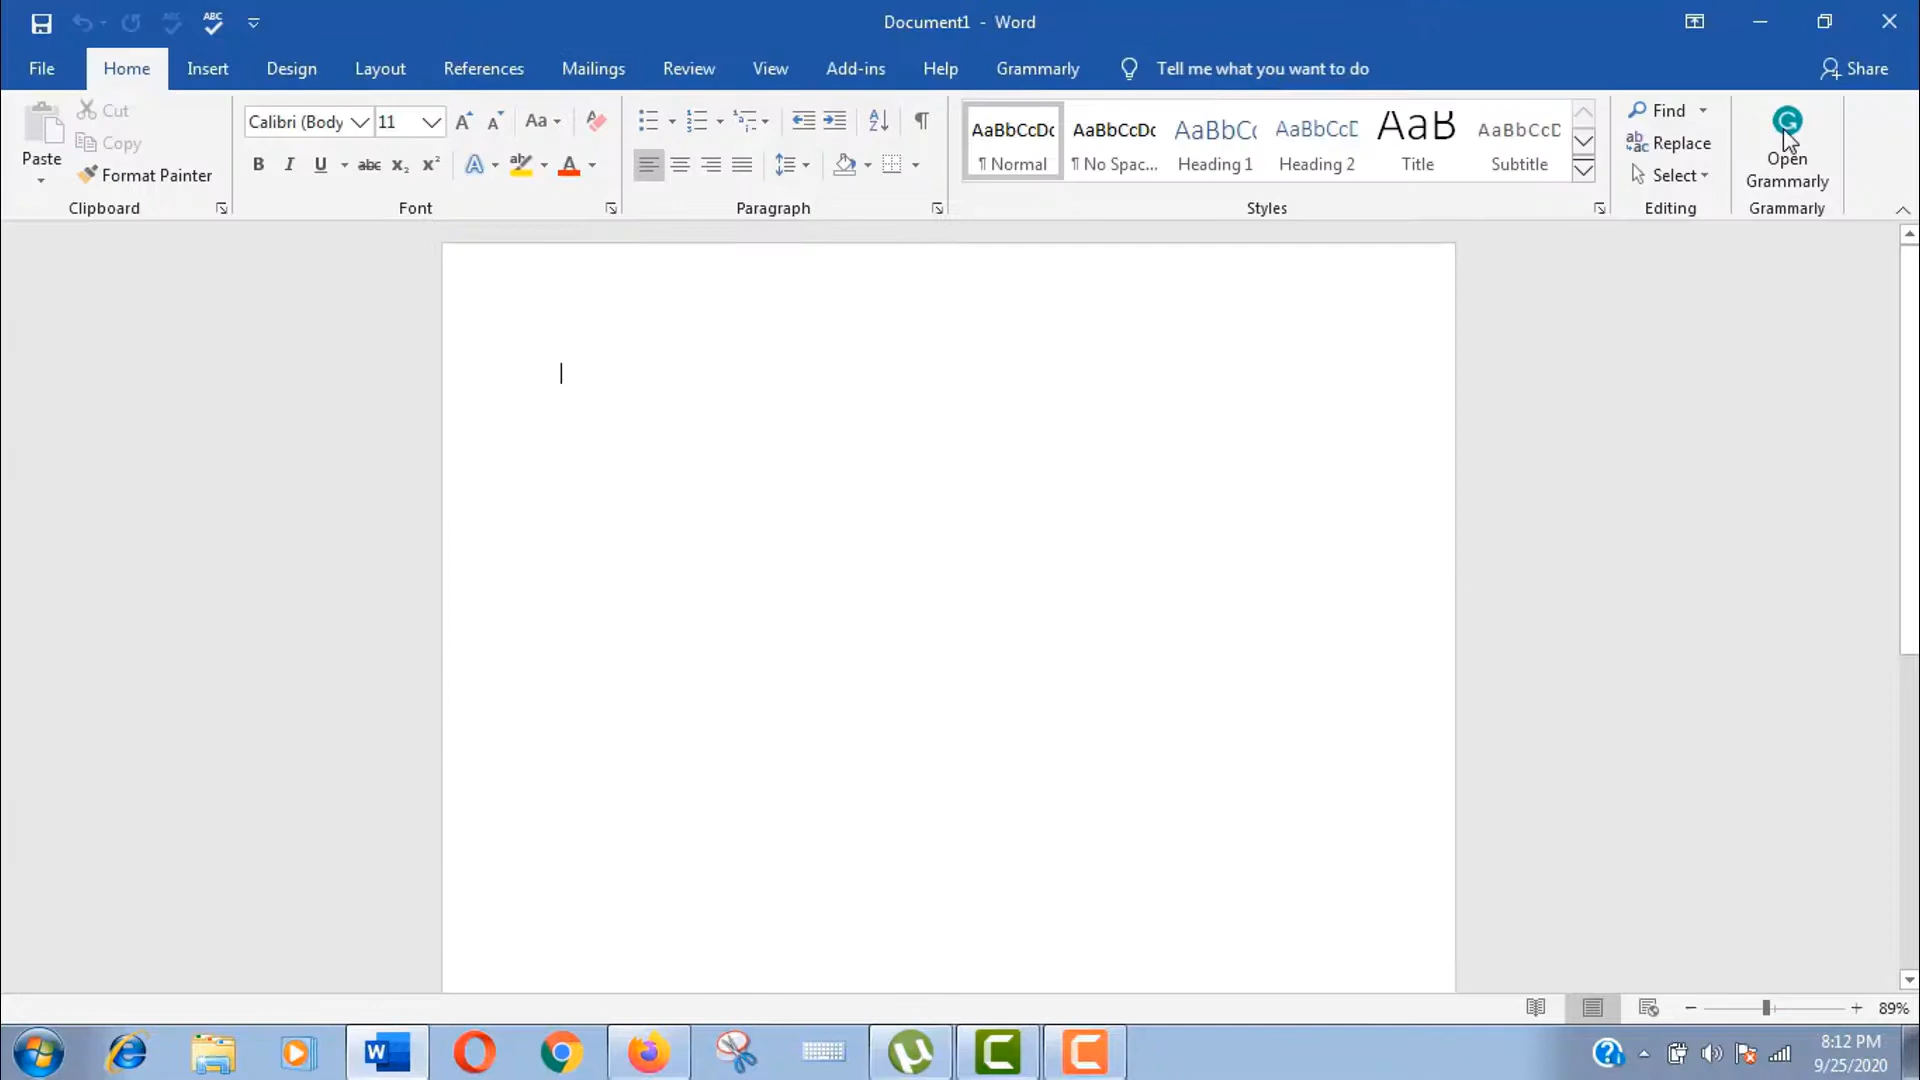 Document1 - Word
File Home Insert Design Layout References Mailings Review View Add-ins Help Grammarly Tell me what you want to do Share
Paste
Cut
Copy
Format Painter
Clipboard
Calibri (Body 11
Aa
B I U abc X₂ X² A ab A
Font
Paragraph
AaBbCcDc AaBbCcDc AaBbCc AaBbCcD AaB AaBbCcD
¶ Normal ¶ No Spac... Heading 1 Heading 2 Title Subtitle
Styles
Find
Replace
Select
Editing
Open
Grammarly
Grammarly
89%
8:12 PM
9/25/2020